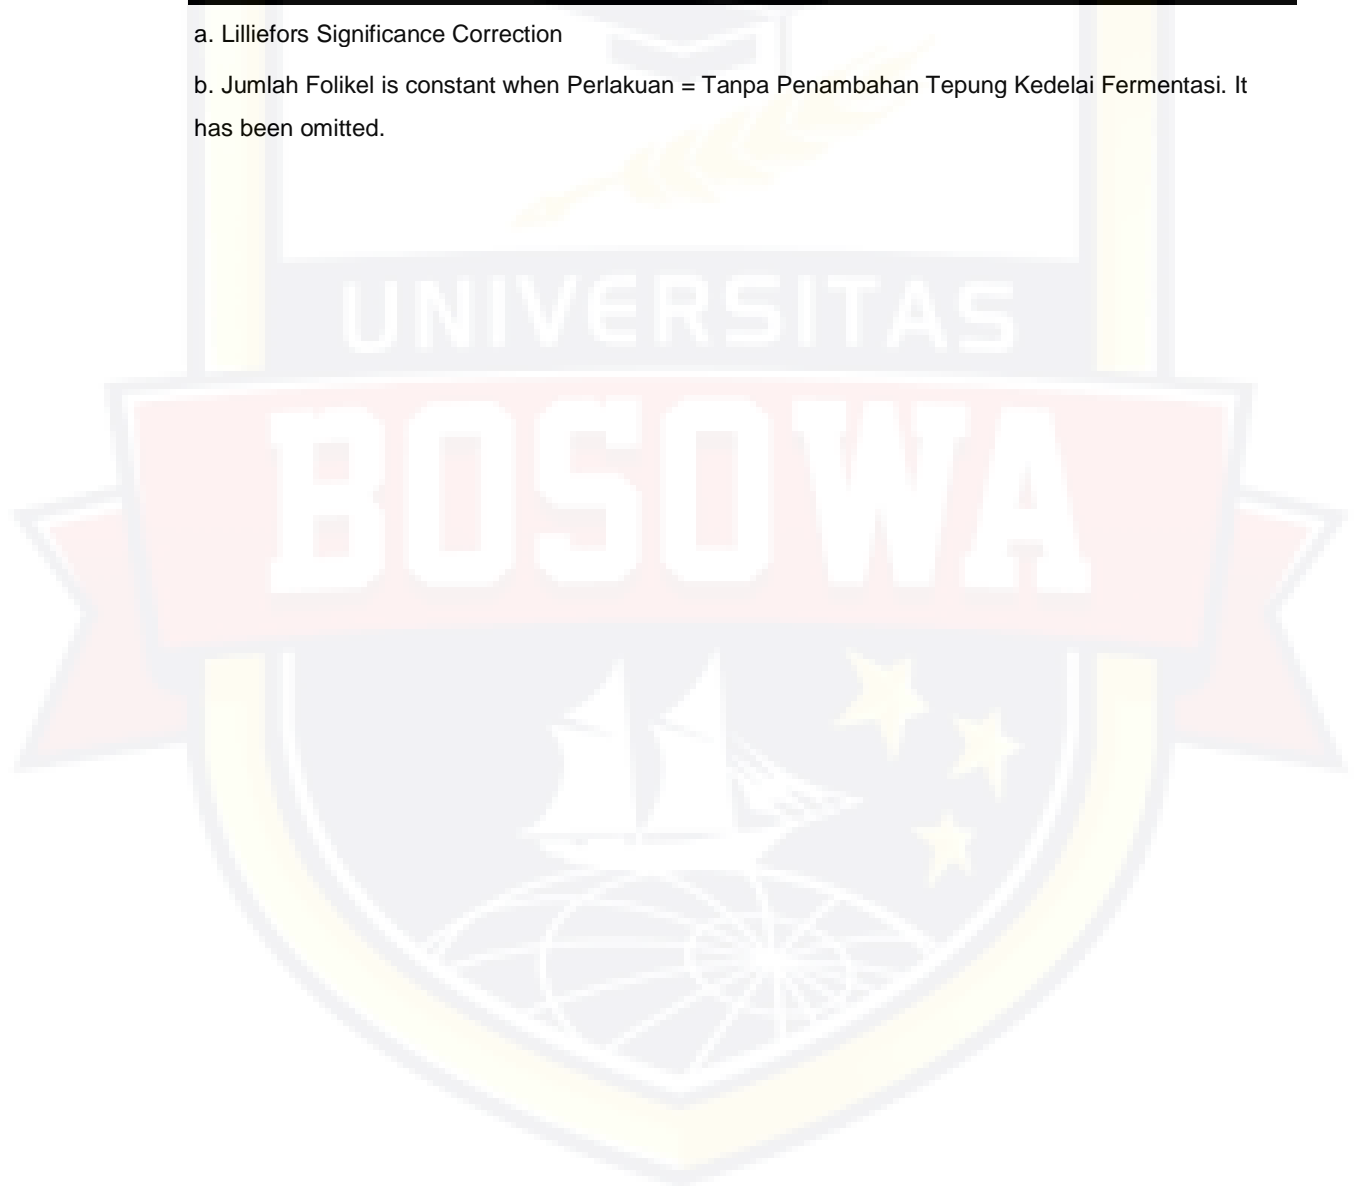 a. Lilliefors Significance Correction
b. Jumlah Folikel is constant when Perlakuan = Tanpa Penambahan Tepung Kedelai Fermentasi. It
has been omitted.
UNIVERSITAS
BOSOWA